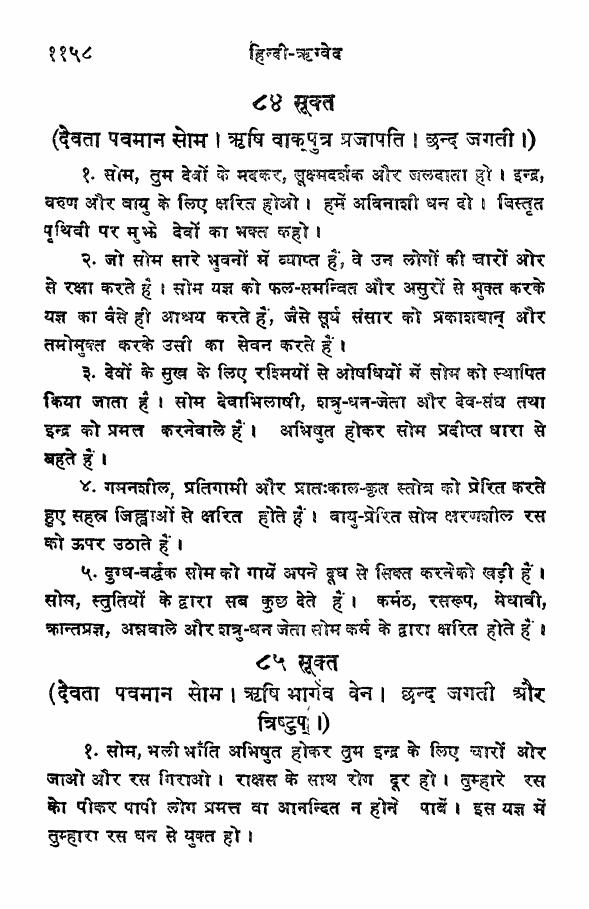 ११५८ हिन्दी-ऋग्वेद
८४ सूक्त
(देवता पवमान सोम । ऋषि वाक्पुत्र प्रजापति । छन्द जगती ।)
१. सोम, तुम देवों के मदकर, सूक्ष्मदर्शक और जलदाता हो । इन्द्र,
वरुण और वायु के लिए क्षरित होओ । हमें अविनाशी धन दो । विस्तृत
पृथिवी पर मुझे देवों का भक्त कहो ।
२. जो सोम सारे भुवनों में व्याप्त हैं, वे उन लोगों की चारों ओर
से रक्षा करते हैं । सोम यज्ञ को फल-समन्वित और असुरों से मुक्त करके
यज्ञ का वैसे ही आश्रय करते हैं, जैसे सूर्य संसार को प्रकाशवान् और
तमोमुक्त करके उसी का सेवन करते हैं ।
३. देवों के सुख के लिए रश्मियों से ओषधियों में सोम को स्थापित
किया जाता है । सोम देवाभिलाषी, शत्रु-धन-जेता और देव-संघ तथा
इन्द्र को प्रमत्त करनेवाले हैं । अभिषुत होकर सोम प्रदीप्त धारा से
बहते हैं ।
४. गमनशील, प्रतिगामी और प्रातःकाल-कृत स्तोत्र को प्रेरित करते
हुए सहस्र जिह्वाओं से क्षरित होते हैं । वायु-प्रेरित सोम क्षरणशील रस
को ऊपर उठाते हैं ।
५. दुग्ध-वर्द्धक सोम को गायें अपने दूध से सिक्त करनेको खड़ी हैं ।
सोम, स्तुतियों के द्वारा सब कुछ देते हैं । कर्मठ, रसरूप, मेधावी,
क्रान्तप्रज्ञ, अन्नवाले और शत्रु-धन जेता सोम कर्म के द्वारा क्षरित होते हैं ।
८५ सूक्त
(देवता पवमान सोम । ऋषि भार्गव वेन । छन्द जगती और
त्रिष्टुप् ।)
१. सोम, भली भाँति अभिषुत होकर तुम इन्द्र के लिए चारों ओर
जाओ और रस गिराओ । राक्षस के साथ रोग दूर हो । तुम्हारे रस
को पीकर पापी लोग प्रमत्त वा आनन्दित न होने पावें । इस यज्ञ में
तुम्हारा रस धन से युक्त हो ।